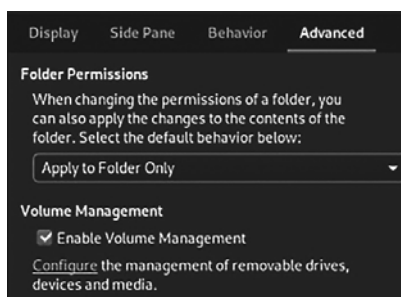 Display Side Pane Behavior Advanced
Folder Permissions
When changing the permissions of a folder, you
can also apply the changes to the contents of the
folder. Select the default behavior below:
Apply to Folder Only
Volume Management
Enable Volume Management
Configure the management of removable drives,
devices and media.